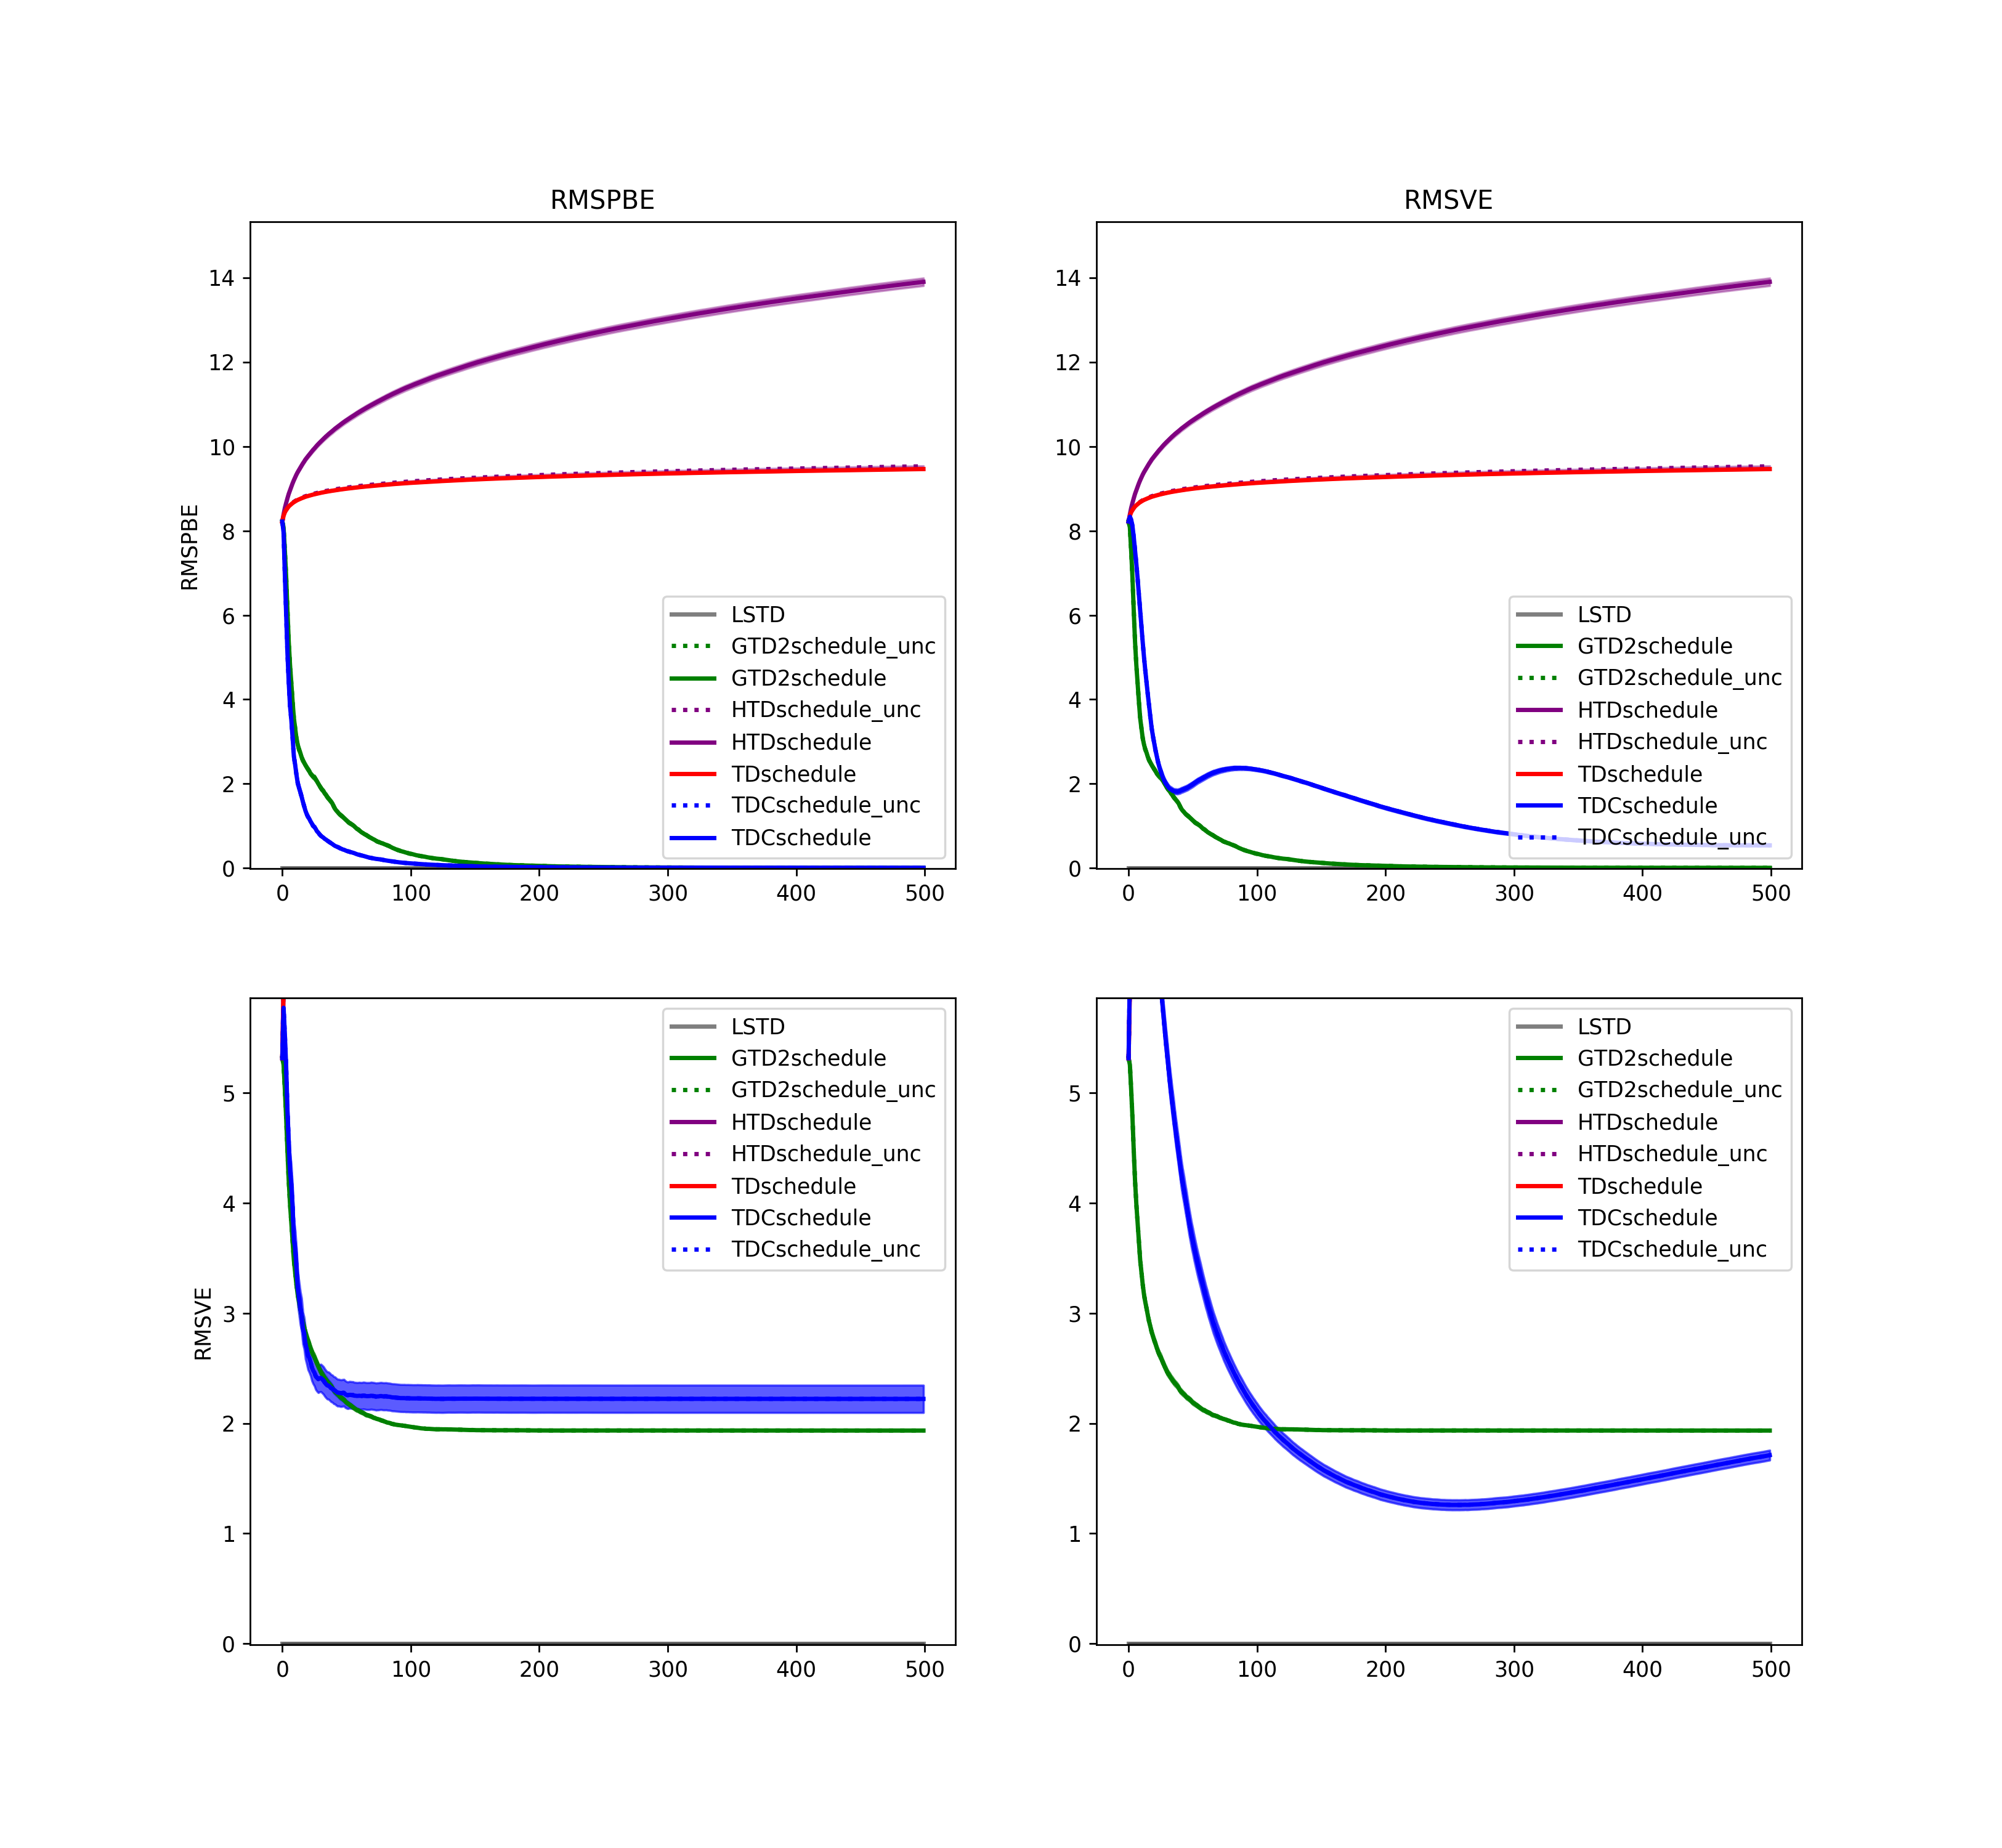 RMSPBE
RMSPBE
14
12
10
8
6
4
2
0
0 100 200 300 400 500
LSTD
GTD2schedule_unc
GTD2schedule
HTDschedule_unc
HTDschedule
TDschedule
TDCschedule_unc
TDCschedule
RMSVE
14
12
10
8
6
4
2
0
0 100 200 300 400 500
LSTD
GTD2schedule
GTD2schedule_unc
HTDschedule
HTDschedule_unc
TDschedule
TDCschedule
TDCschedule_unc
RMSVE
5
4
3
2
1
0
0 100 200 300 400 500
LSTD
GTD2schedule
GTD2schedule_unc
HTDschedule
HTDschedule_unc
TDschedule
TDCschedule
TDCschedule_unc
5
4
3
2
1
0
0 100 200 300 400 500
LSTD
GTD2schedule
GTD2schedule_unc
HTDschedule
HTDschedule_unc
TDschedule
TDCschedule
TDCschedule_unc